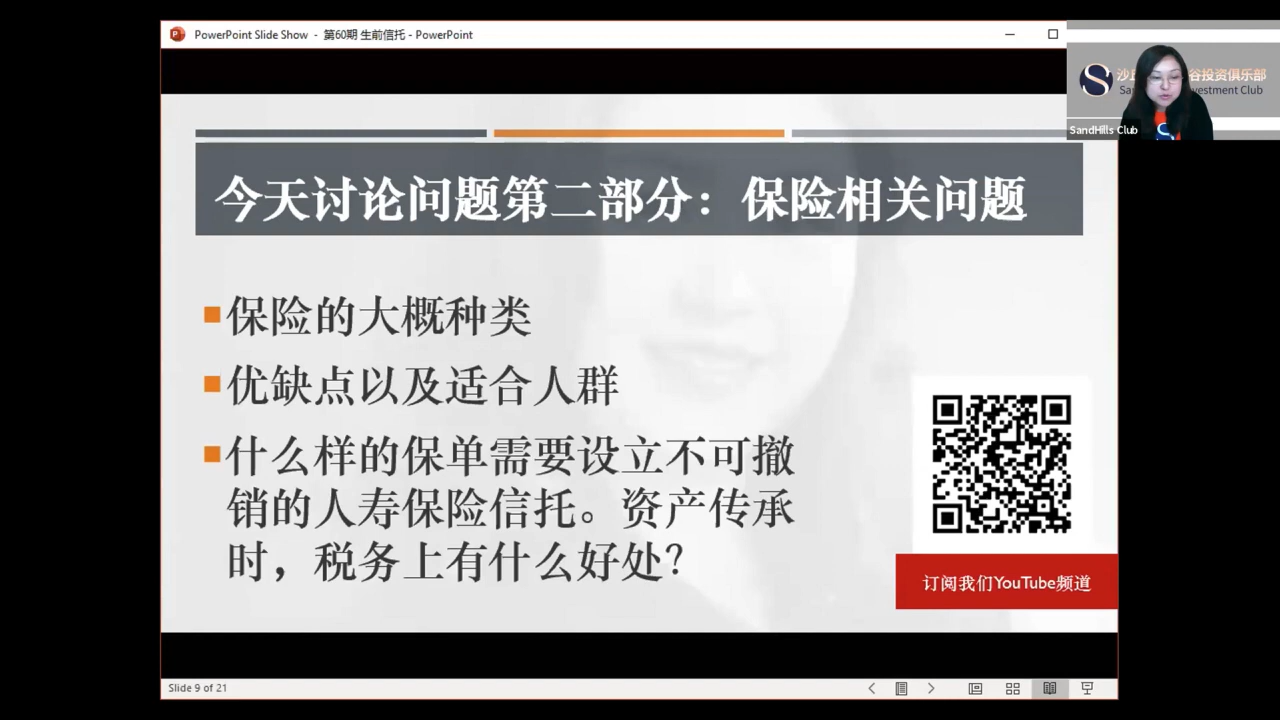 PowerPoint Slide Show - 第60期 生前信托 - PowerPoint
谷投资俱乐部
vestment Club
SandHills Club
今天讨论问题第二部分：保险相关问题
保险的大概种类
优缺点以及适合人群
什么样的保单需要设立不可撤
销的人寿保险信托。资产传承
时，税务上有什么好处？
订阅我们YouTube频道
Slide 9 of 21